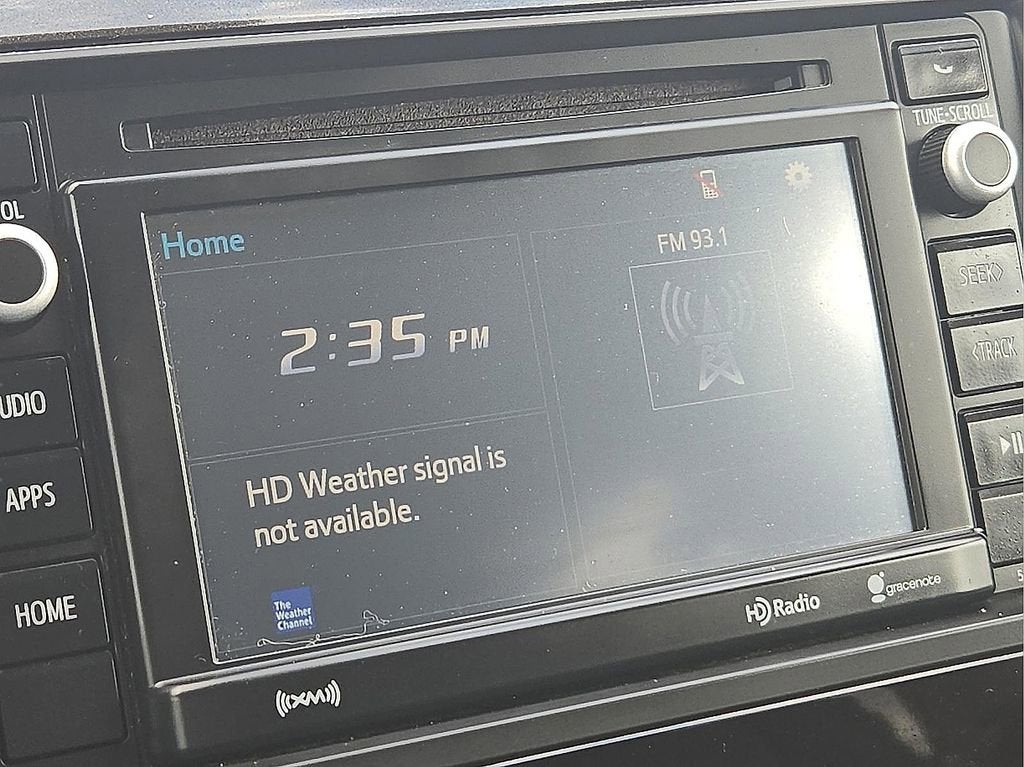 TUNE·SCROLL
OL
Home
FM 93.1
SEEK>
2:35 PM
<TRACK
UDIO
HD Weather signal is
not available.
APPS
The
Weather
Channel
HOME
HD Radio
gracenote
((XM))